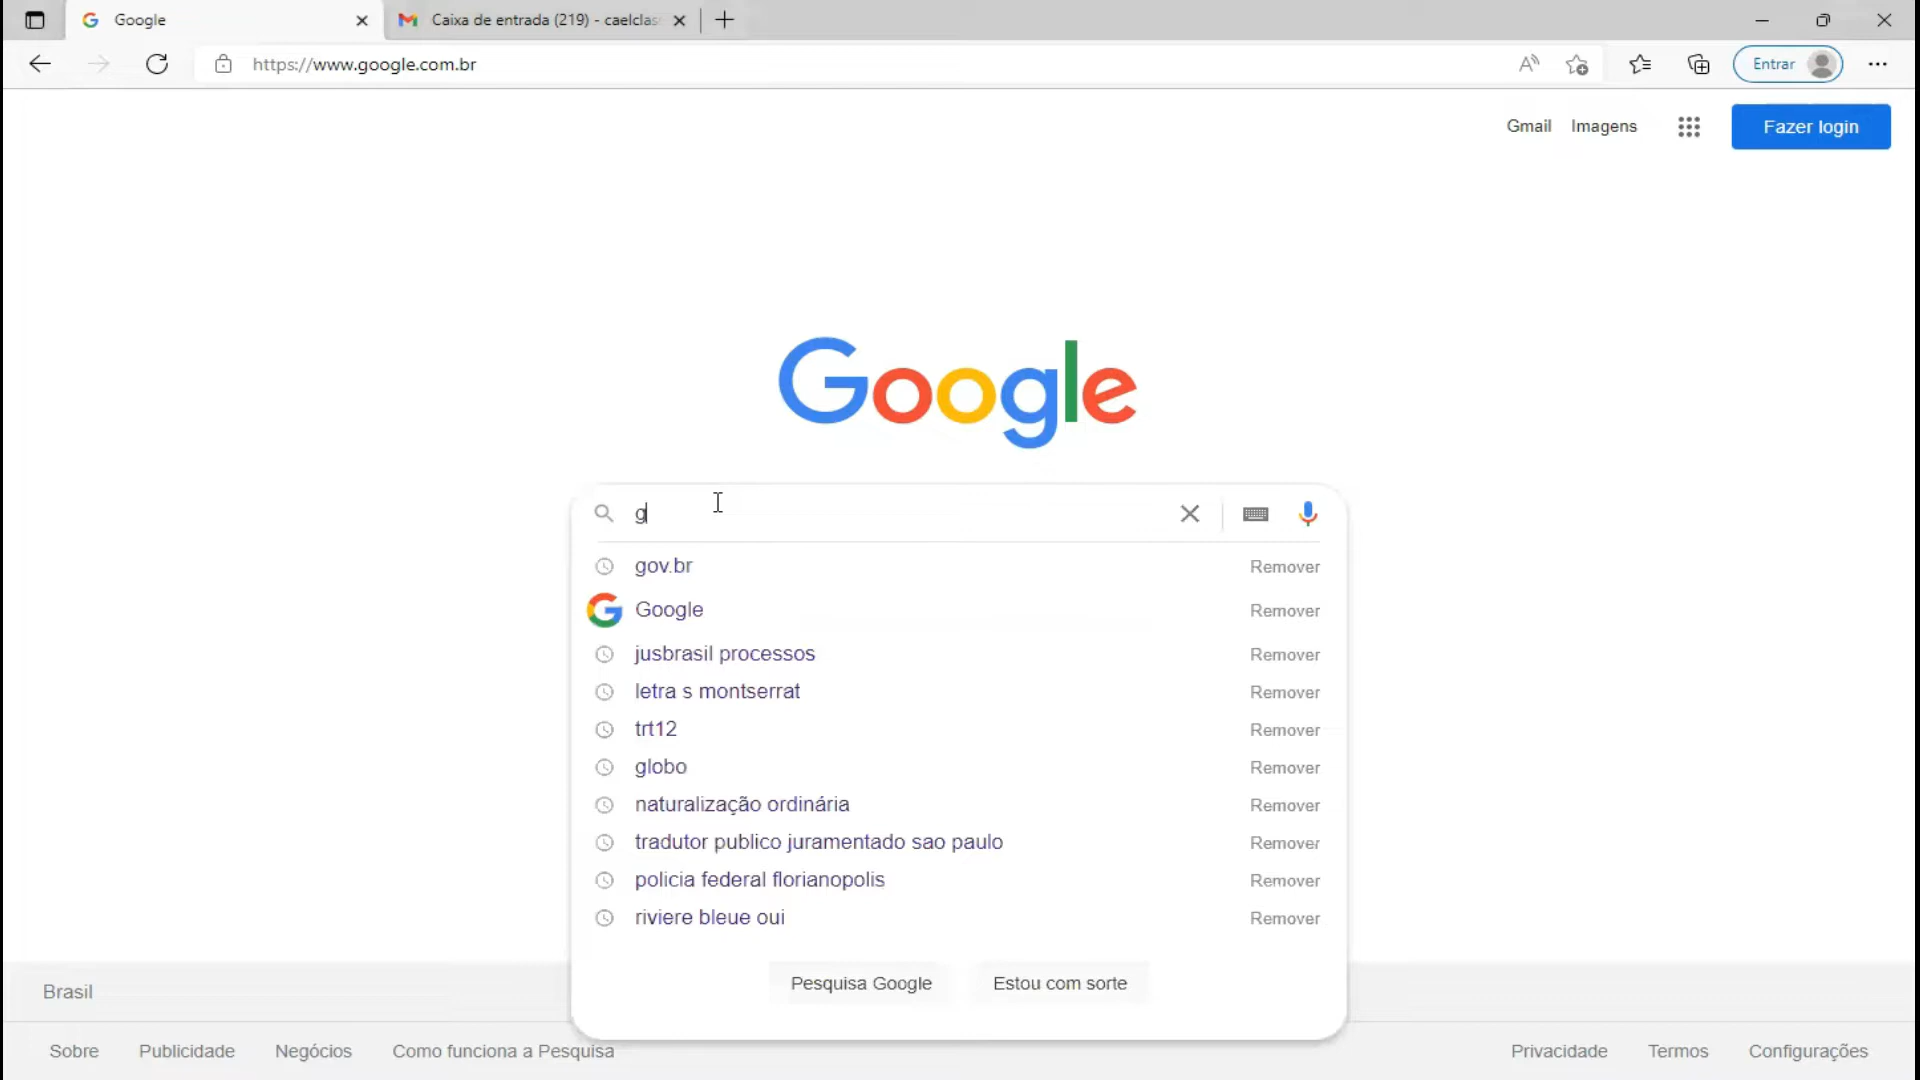 Google
Caixa de entrada (219) - caelclas
https://www.google.com.br
Entrar
Gmail
Imagens
Fazer login
Google
g
gov.br Remover
Google Remover
jusbrasil processos Remover
letra s montserrat Remover
trt12 Remover
globo Remover
naturalização ordinária Remover
tradutor publico juramentado sao paulo Remover
policia federal florianopolis Remover
riviere bleue oui Remover
Pesquisa Google Estou com sorte
Brasil
Sobre Publicidade Negócios Como funciona a Pesquisa Privacidade Termos Configurações